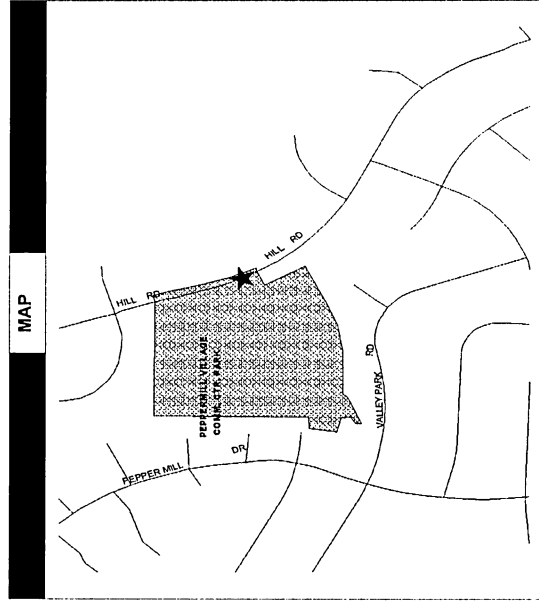 MAP
HILL RD
HILL RD
PEPPERMILL VILLAGE
COMM. CTR. PARK
PEPPER MILL DR
VALLEY PARK RD